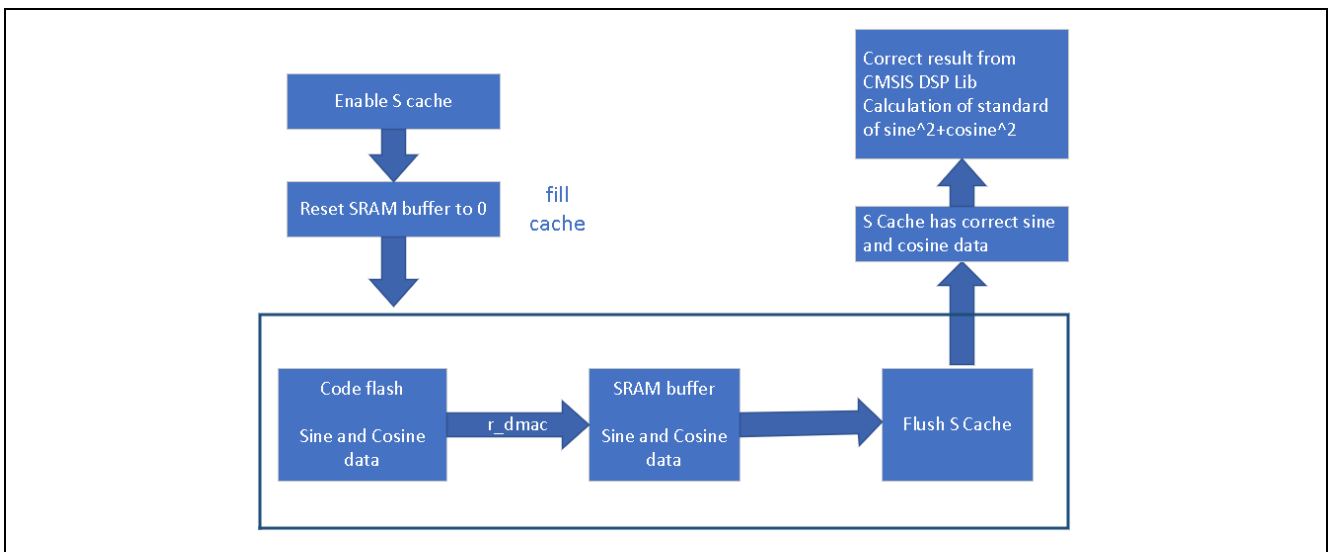 Enable S cache
Reset SRAM buffer to 0
fill
cache
Code flash
Sine and Cosine
data
r_dmac
SRAM buffer
Sine and Cosine
data
Flush S Cache
S Cache has correct sine
and cosine data
Correct result from
CMSIS DSP Lib
Calculation of standard
of sine^2+cosine^2